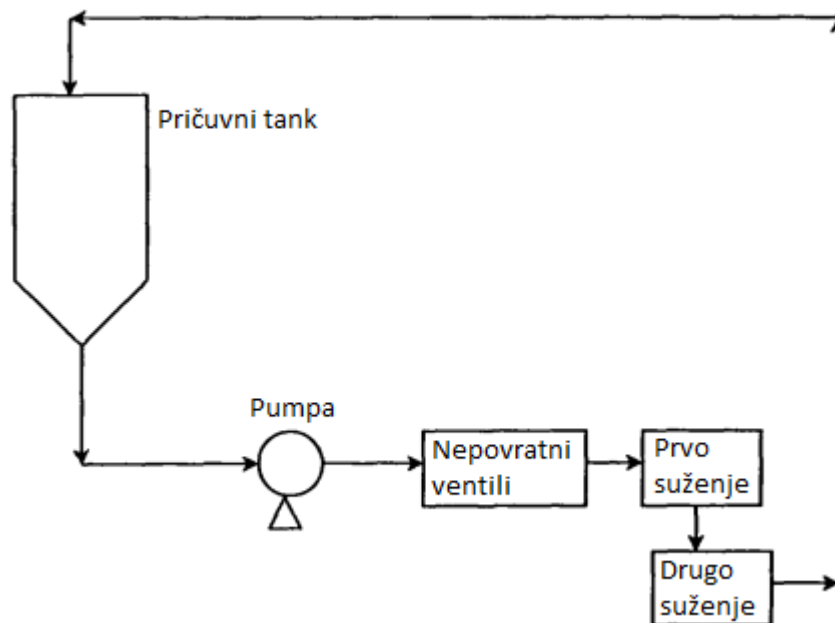 Pričuvni tank
Pumpa
Nepovratni
ventili
Prvo
suženje
Drugo
suženje